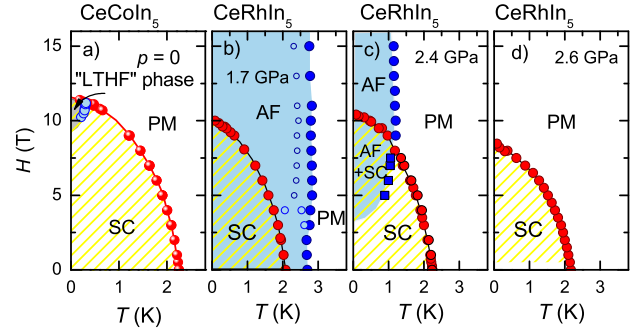 CeCoIn5 CeRhIn5 CeRhIn5 CeRhIn5
a) p = 0 b) c) 2.4 GPa d) 2.6 GPa
"LTHF" phase 1.7 GPa
AF AF
PM PM PM
AF
+SC
SC SC SC SC
PM
H (T)
15
10
5
0
0 1 2 0 1 2 3 0 1 2 3 0 1 2 3
T (K) T (K) T (K) T (K)